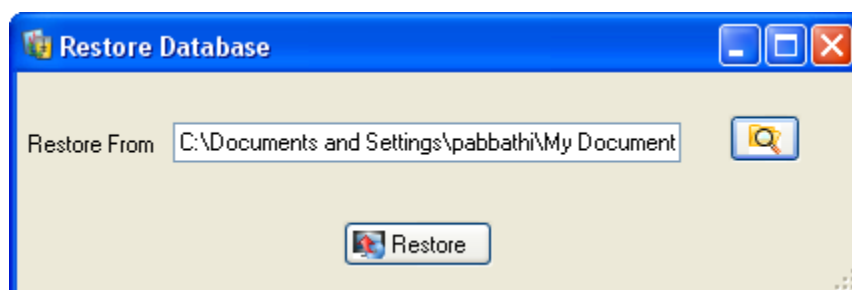 Restore Database
Restore From C:\Documents and Settings\pabbathi\My Document
Restore